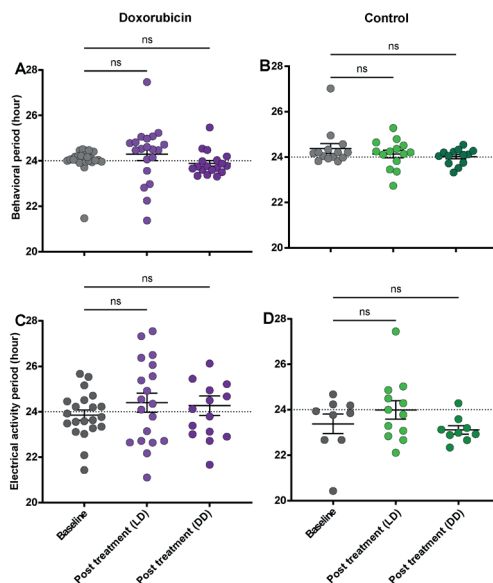 Doxorubicin
Control
ns
ns
A
28
26
24
22
20
Behavioral period (hour)
ns
ns
B
28
26
24
22
20
ns
ns
C
28
26
24
22
20
Electrical activity period (hour)
Baseline
Post treatment (LD)
Post treatment (DD)
ns
ns
D
28
26
24
22
20
Baseline
Post treatment (LD)
Post treatment (DD)